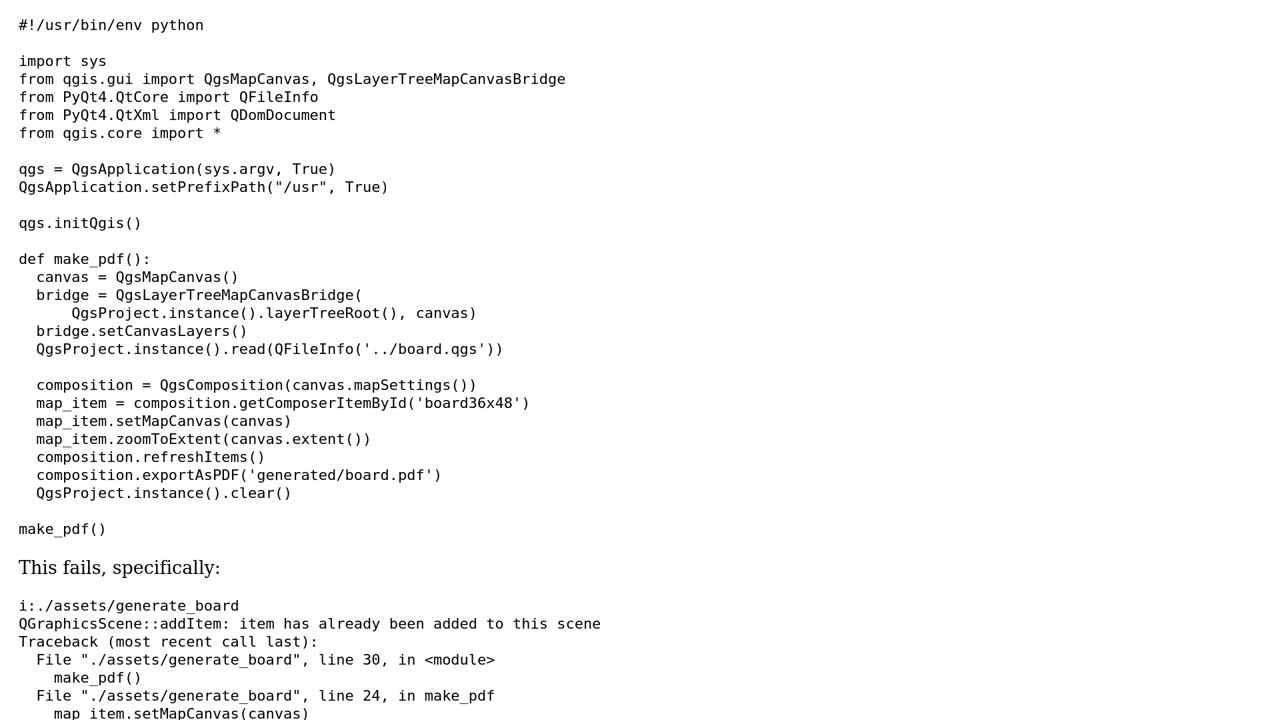 #!/usr/bin/env python
import sys
from qgis.gui import QgsMapCanvas, QgsLayerTreeMapCanvasBridge
from PyQt4.QtCore import QFileInfo
from PyQt4.QtXml import QDomDocument
from qgis.core import *
qgs = QgsApplication(sys.argv, True)
QgsApplication.setPrefixPath("/usr", True)
qgs.initQgis()
def make_pdf():
  canvas = QgsMapCanvas()
  bridge = QgsLayerTreeMapCanvasBridge(
      QgsProject.instance().layerTreeRoot(), canvas)
  bridge.setCanvasLayers()
  QgsProject.instance().read(QFileInfo('../board.qgs'))
  composition = QgsComposition(canvas.mapSettings())
  map_item = composition.getComposerItemById('board36x48')
  map_item.setMapCanvas(canvas)
  map_item.zoomToExtent(canvas.extent())
  composition.refreshItems()
  composition.exportAsPDF('generated/board.pdf')
  QgsProject.instance().clear()
make_pdf()
This fails, specifically:
i:./assets/generate_board
QGraphicsScene::addItem: item has already been added to this scene
Traceback (most recent call last):
  File "./assets/generate_board", line 30, in <module>
    make_pdf()
  File "./assets/generate_board", line 24, in make_pdf
    map_item.setMapCanvas(canvas)